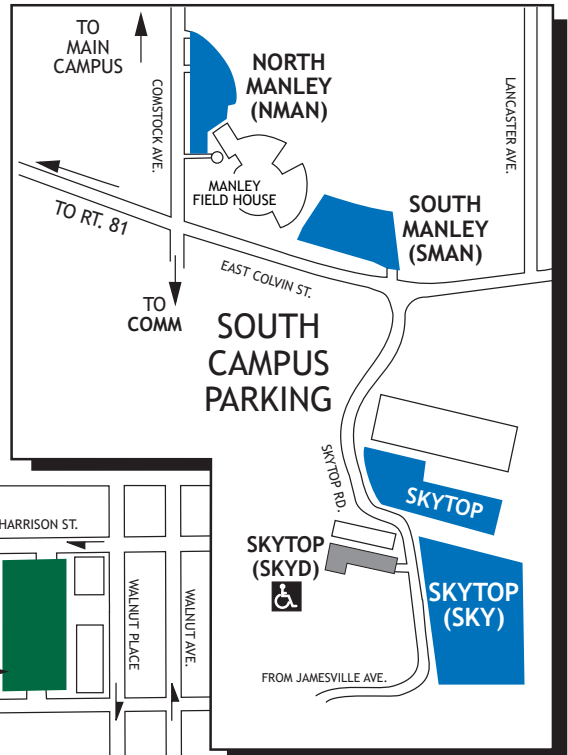 TO
MAIN
CAMPUS
COMSTOCK AVE.
NORTH
MANLEY
(NMAN)
LANCASTER AVE.
MANLEY
FIELD HOUSE
TO RT. 81
SOUTH
MANLEY
(SMAN)
EAST COLVIN ST.
TO
COMM
SOUTH
CAMPUS
PARKING
SKYTOP RD.
SKYTOP
HARRISON ST.
SKYTOP
(SKYD)
SKYTOP
(SKY)
WALNUT PLACE
WALNUT AVE.
FROM JAMESVILLE AVE.